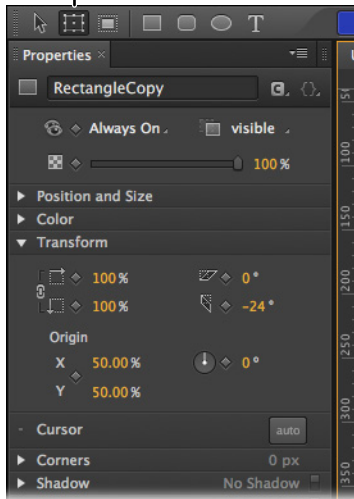 T
Properties ×
RectangleCopy
C
{}
Always On
visible
100%
Position and Size
Color
Transform
100% 0°
100% -24°
Origin
X 50.00% 0°
Y 50.00%
Cursor auto
Corners 0 px
Shadow No Shadow
100
150
200
250
300
350